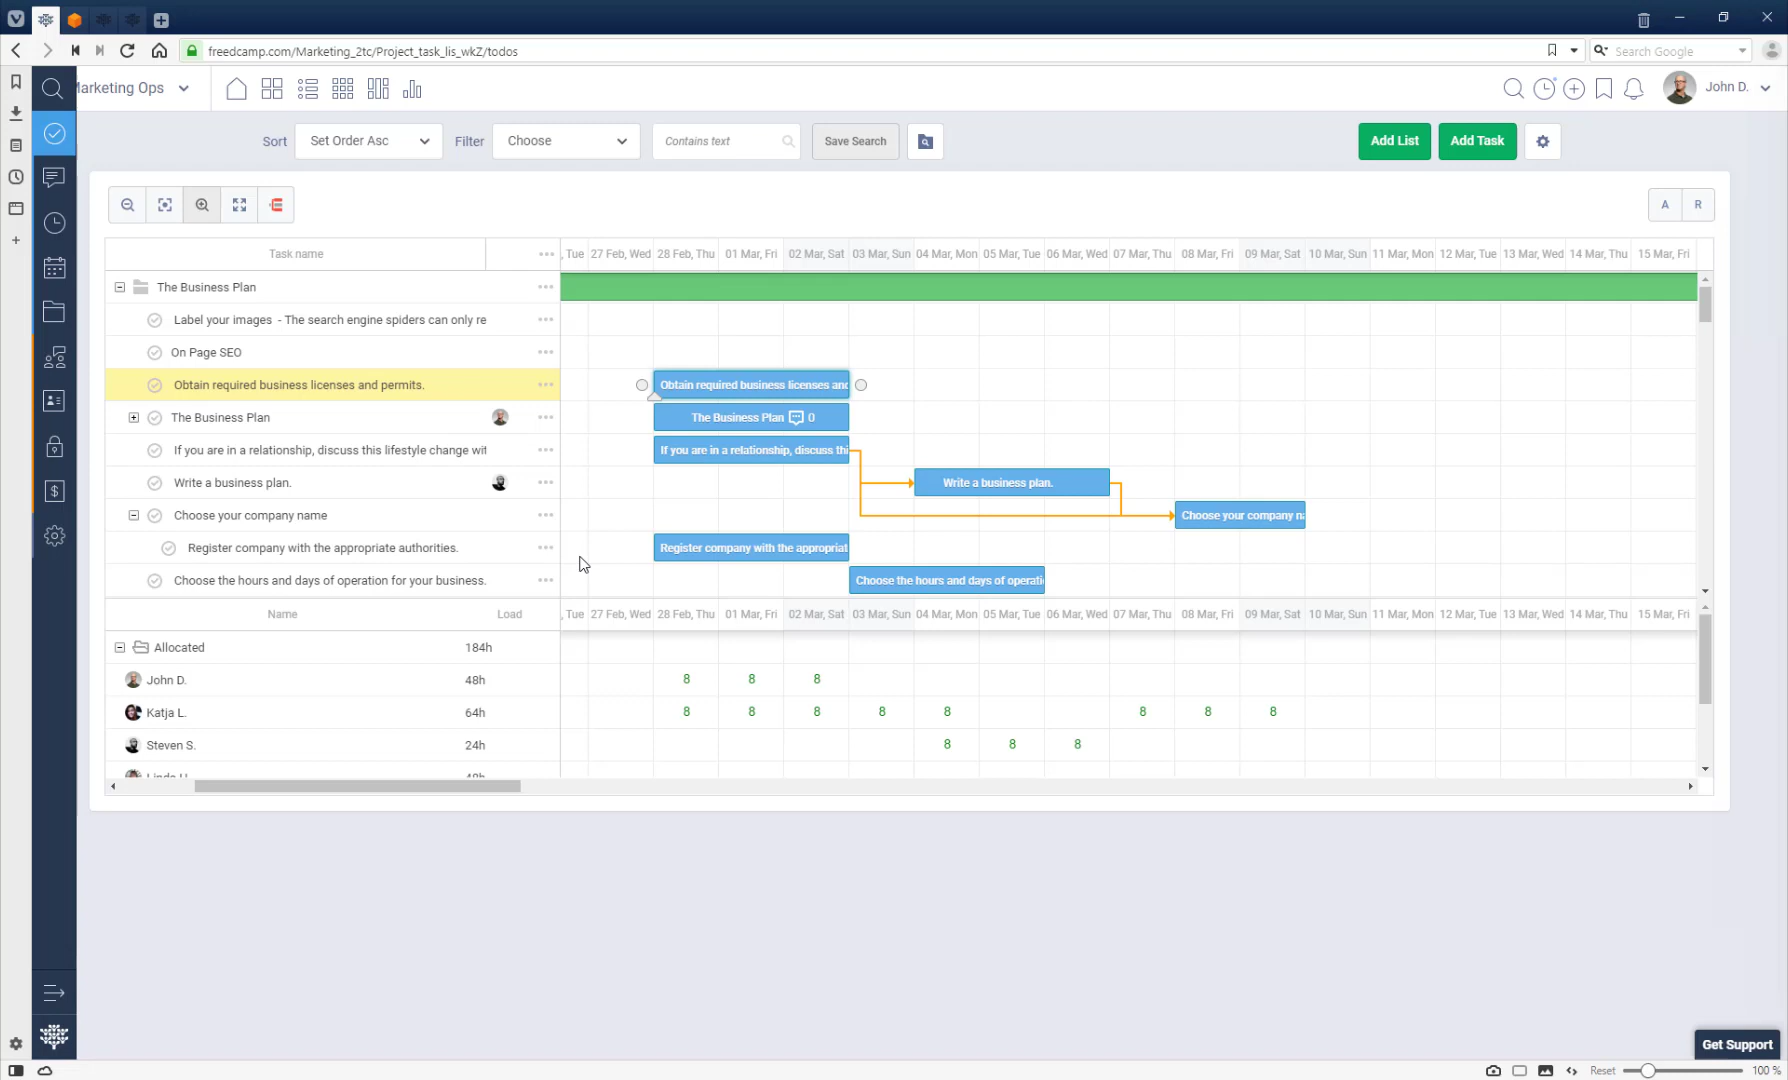 freedcamp.com/Marketing_2tc/Project_task_lis_wkZ/todos
Search Google
Marketing Ops
John D.
Sort
Set Order Asc
Filter
Choose
Contains text
Save Search
Add List
Add Task
A
R
Task name
, Tue 27 Feb, Wed 28 Feb, Thu 01 Mar, Fri 02 Mar, Sat 03 Mar, Sun 04 Mar, Mon 05 Mar, Tue 06 Mar, Wed 07 Mar, Thu 08 Mar, Fri 09 Mar, Sat 10 Mar, Sun 11 Mar, Mon 12 Mar, Tue 13 Mar, Wed 14 Mar, Thu 15 Mar, Fri
The Business Plan
Label your images - The search engine spiders can only re
On Page SEO
Obtain required business licenses and permits.
Obtain required business licenses and
The Business Plan
The Business Plan 0
If you are in a relationship, discuss this lifestyle change wit
If you are in a relationship, discuss thi
Write a business plan.
Write a business plan.
Choose your company name
Choose your company na
Register company with the appropriate authorities.
Register company with the appropriat
Choose the hours and days of operation for your business.
Choose the hours and days of operati
Name
Load
, Tue 27 Feb, Wed 28 Feb, Thu 01 Mar, Fri 02 Mar, Sat 03 Mar, Sun 04 Mar, Mon 05 Mar, Tue 06 Mar, Wed 07 Mar, Thu 08 Mar, Fri 09 Mar, Sat 10 Mar, Sun 11 Mar, Mon 12 Mar, Tue 13 Mar, Wed 14 Mar, Thu 15 Mar, Fri
Allocated 184h
John D. 48h 8 8 8
Katja L. 64h 8 8 8 8 8 8 8 8
Steven S. 24h 8 8 8
Get Support
Reset
100 %